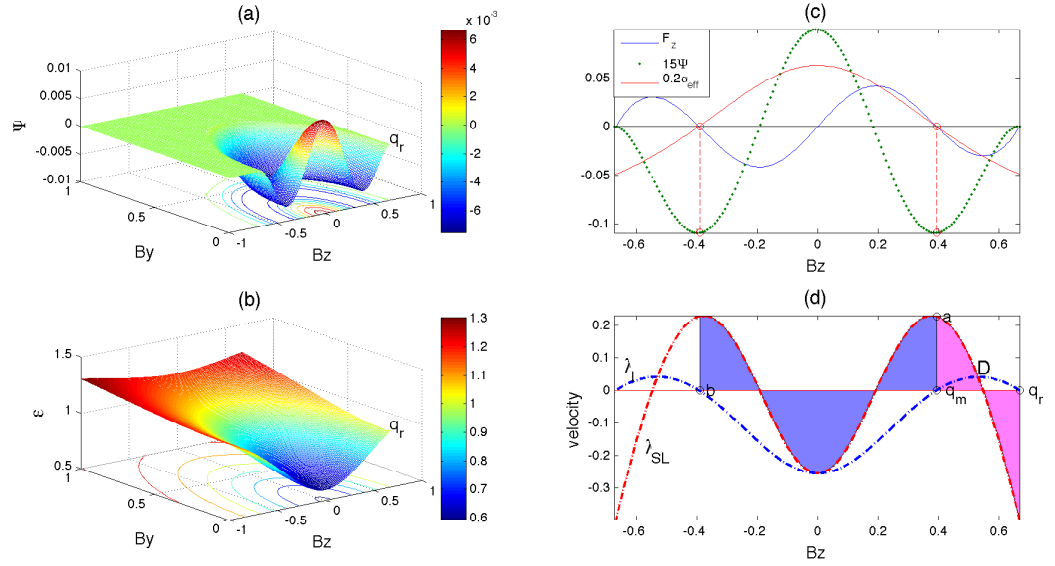 (a)
x 10⁻³
0.01
0.005
0
-0.005
-0.01
Ψ
1
0.5
0
By
-1
-0.5
0
0.5
1
Bz
q_r
6
4
2
0
-2
-4
-6
(b)
1.5
1
0.5
ε
1
0.5
0
By
-1
-0.5
0
0.5
1
Bz
q_r
1.3
1.2
1.1
1
0.9
0.8
0.7
0.6
(c)
F_z
15Ψ
0.2α_eff
0.05
0
-0.05
-0.1
-0.6
-0.4
-0.2
0
0.2
0.4
0.6
Bz
(d)
0.2
0.1
0
-0.1
-0.2
-0.3
velocity
λ_I
λ_SL
a
b
D
q_m
q_r
-0.6
-0.4
-0.2
0
0.2
0.4
0.6
Bz